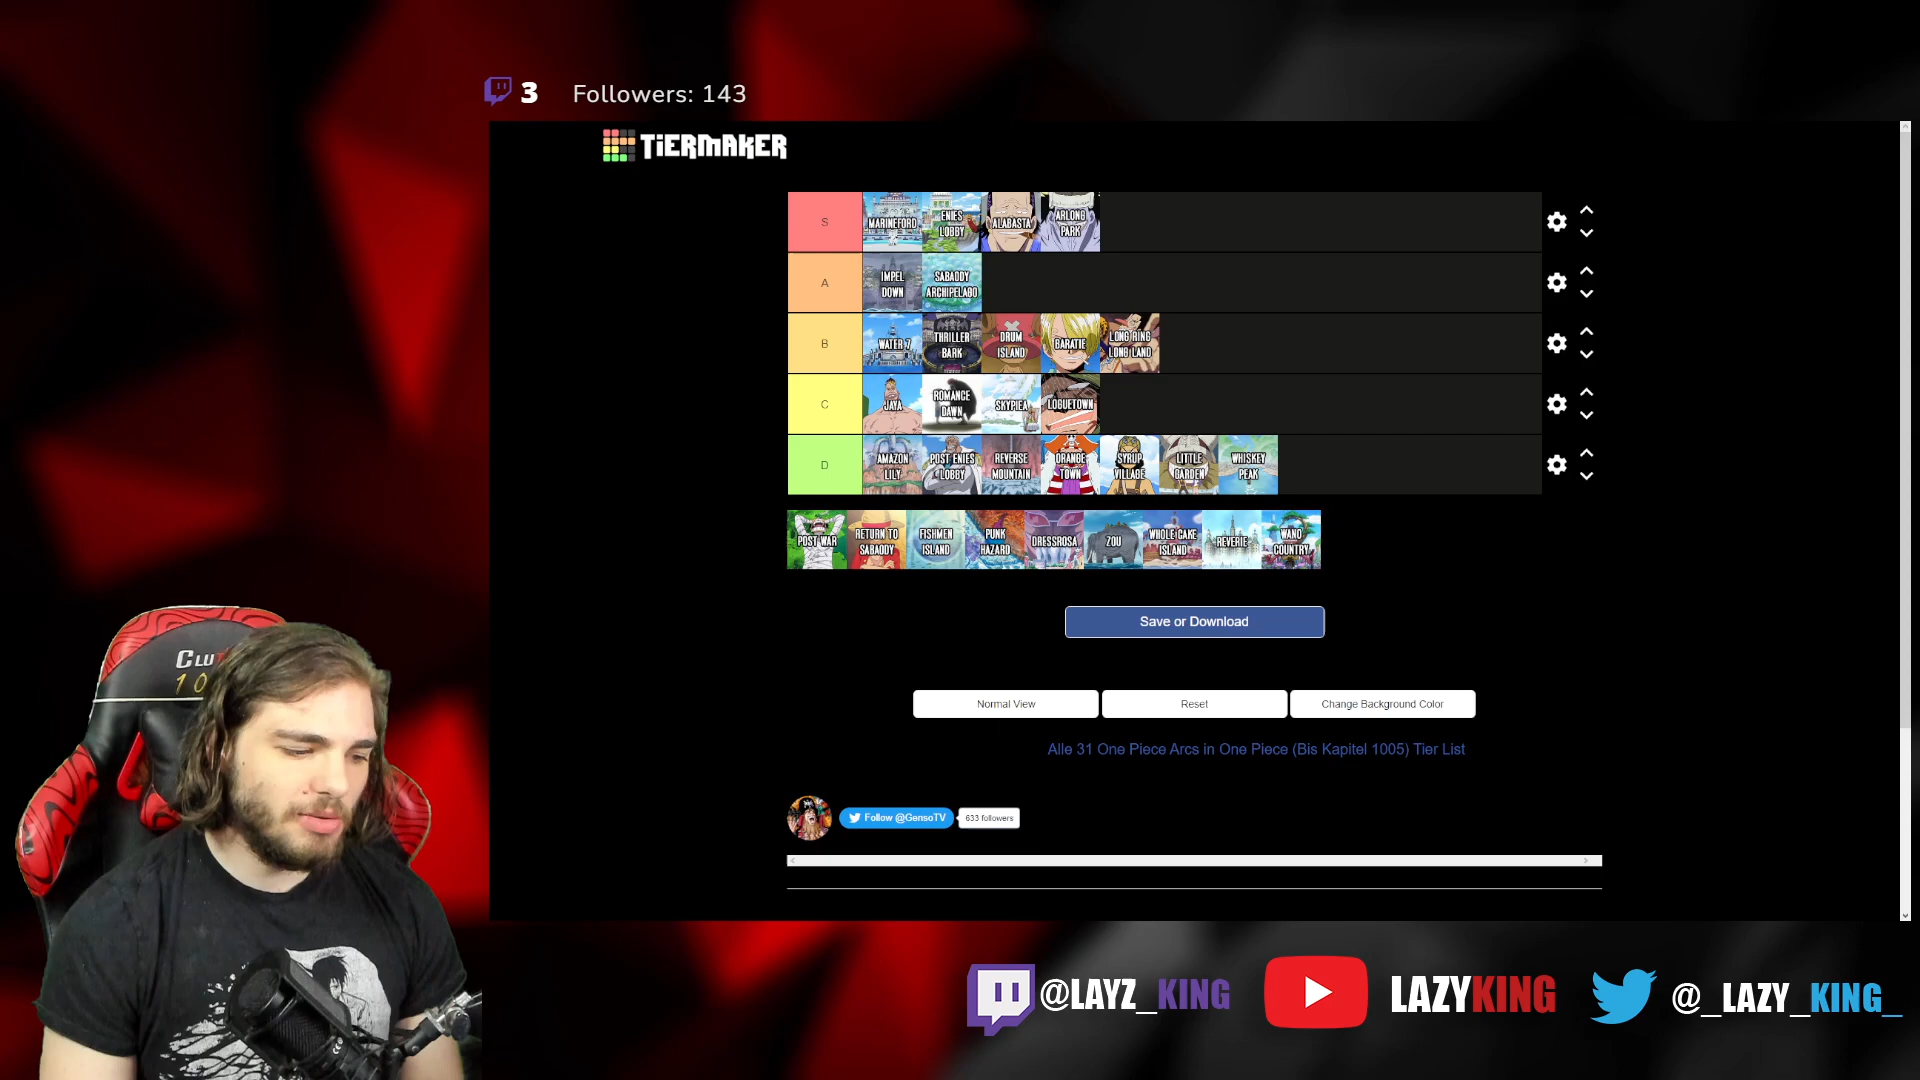 3 Followers: 143
TiERMAKER
S
MARINEFORD
ENIES
LOBBY
ALABASTA
ARLONG
PARK
A
IMPEL
DOWN
SABAODY
ARCHIPELAGO
B
WATER 7
THRILLER
BARK
DRUM
ISLAND
BARATIE
LONG RING
LONG LAND
C
JAYA
ROMANCE
DAWN
SKYPIEA
LOGUETOWN
D
AMAZON
LILY
POST ENIES
LOBBY
REVERSE
MOUNTAIN
ORANGE
TOWN
SYRUP
VILLAGE
LITTLE
GARDEN
WHISKEY
PEAK
POST WAR
RETURN TO
SABAODY
FISHMEN
ISLAND
PUNK
HAZARD
DRESSROSA
ZOU
WHOLE CAKE
ISLAND
REVERIE
WANO
COUNTRY
Save or Download
Normal View
Reset
Change Background Color
Alle 31 One Piece Arcs in One Piece (Bis Kapitel 1005) Tier List
Follow @GensoTV
633 followers
@LAYZ_KING
LAZYKING
@_LAZY_KING_